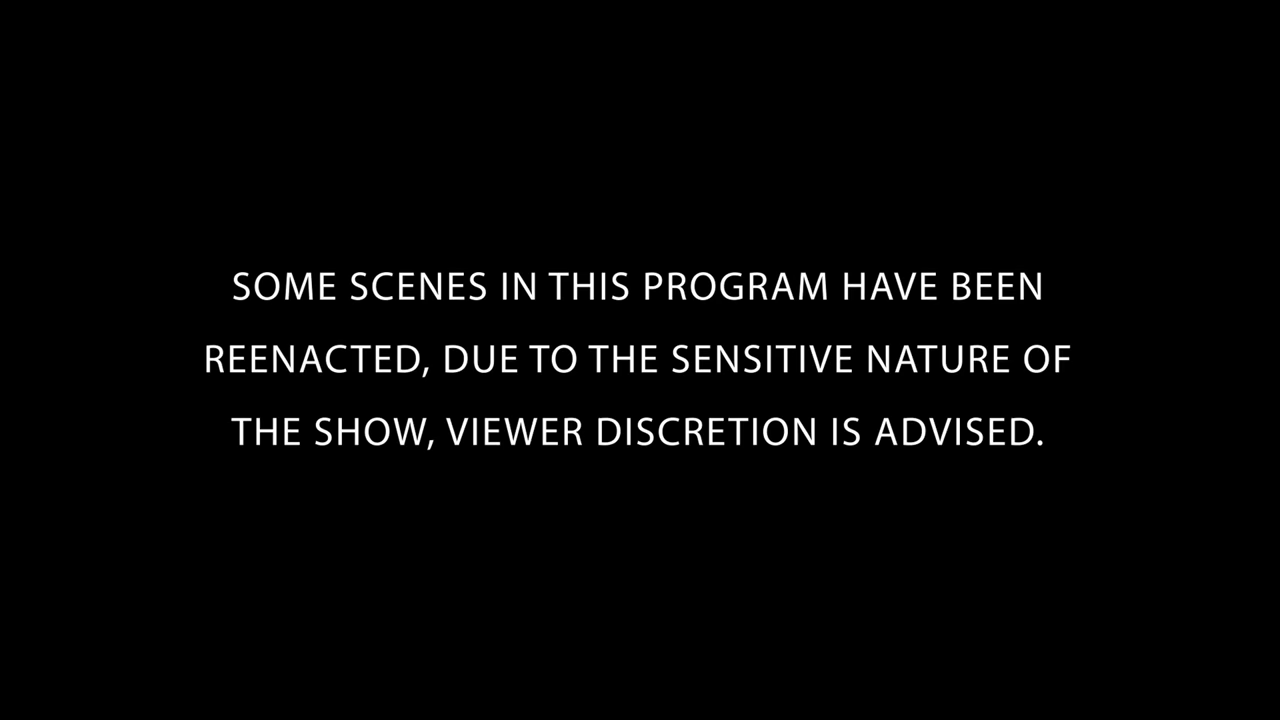 SOME SCENES IN THIS PROGRAM HAVE BEEN
REENACTED, DUE TO THE SENSITIVE NATURE OF
THE SHOW, VIEWER DISCRETION IS ADVISED.